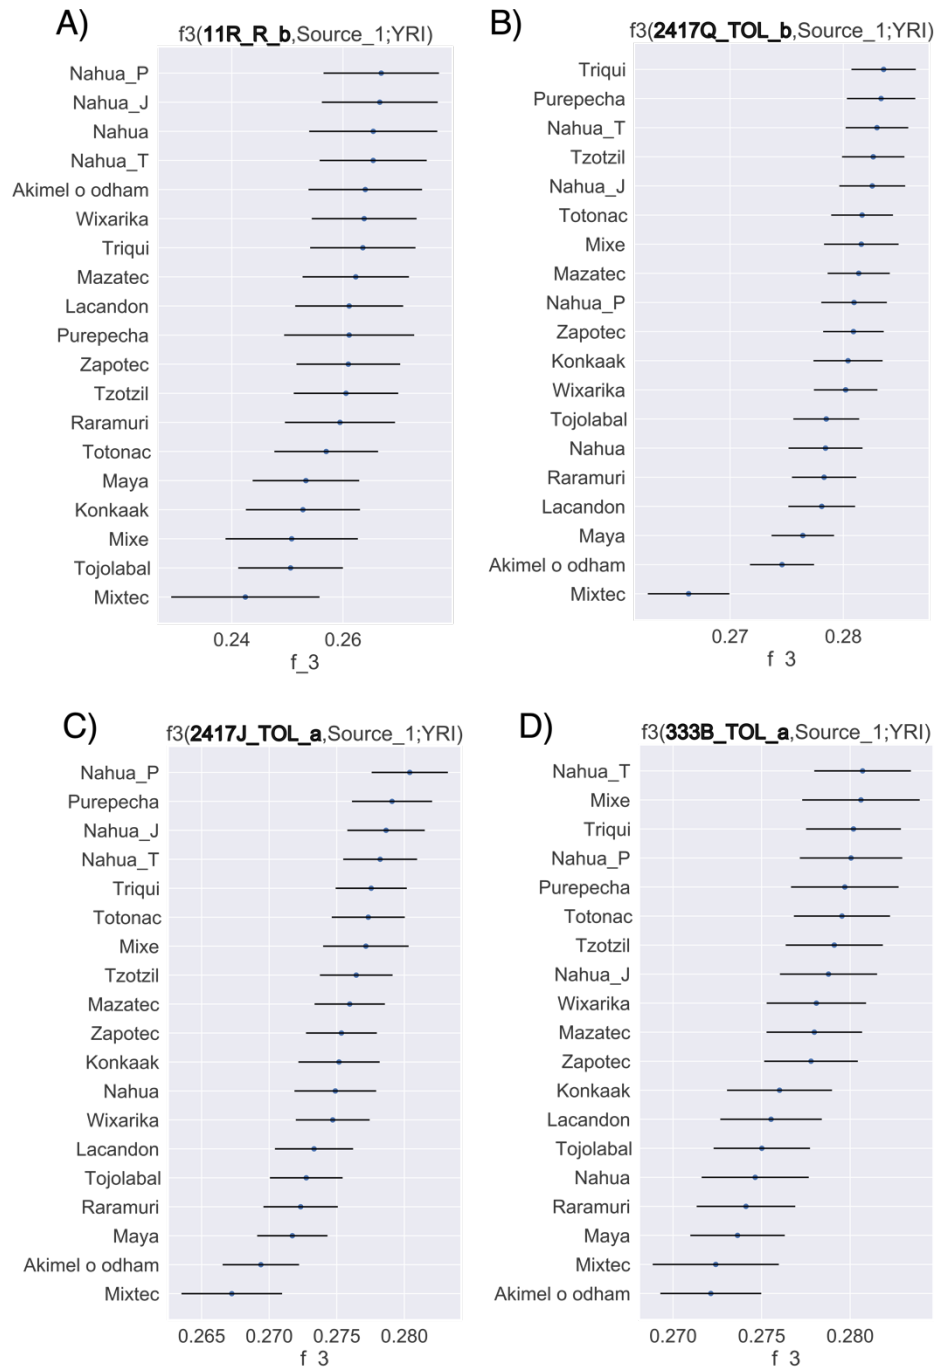 A)
f3(11R_R_b,Source_1;YRI)
Nahua_P
Nahua_J
Nahua
Nahua_T
Akimel o odham
Wixarika
Triqui
Mazatec
Lacandon
Purepecha
Zapotec
Tzotzil
Raramuri
Totonac
Maya
Konkaak
Mixe
Tojolabal
Mixtec
0.24 0.26
f_3
B)
f3(2417Q_TOL_b,Source_1;YRI)
Triqui
Purepecha
Nahua_T
Tzotzil
Nahua_J
Totonac
Mixe
Mazatec
Nahua_P
Zapotec
Konkaak
Wixarika
Tojolabal
Nahua
Raramuri
Lacandon
Maya
Akimel o odham
Mixtec
0.27 0.28
f 3
C)
f3(2417J_TOL_a,Source_1;YRI)
Nahua_P
Purepecha
Nahua_J
Nahua_T
Triqui
Totonac
Mixe
Tzotzil
Mazatec
Zapotec
Konkaak
Nahua
Wixarika
Lacandon
Tojolabal
Raramuri
Maya
Akimel o odham
Mixtec
0.265 0.270 0.275 0.280
f 3
D)
f3(333B_TOL_a,Source_1;YRI)
Nahua_T
Mixe
Triqui
Nahua_P
Purepecha
Totonac
Tzotzil
Nahua_J
Wixarika
Mazatec
Zapotec
Konkaak
Lacandon
Tojolabal
Nahua
Raramuri
Maya
Mixtec
Akimel o odham
0.270 0.275 0.280
f 3